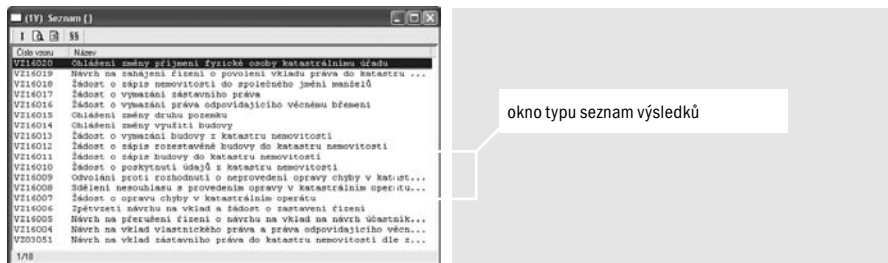 (1Y) Seznam ()
I §§
Číslo vzoru Název
VZ16020 Ohlášení změny příjmení fyzické osoby katastrálnímu úřadu
VZ16019 Návrh na zahájení řízení o povolení vkladu práva do katastru ...
VZ16018 Žádost o zápis nemovitosti do společného jmění manželů
VZ16017 Žádost o vymazání zástavního práva
VZ16016 Žádost o vymazání práva odpovídajícího věcnému břemeni
VZ16015 Ohlášení změny druhu pozemku
VZ16014 Ohlášení změny využití budovy
VZ16013 Žádost o vymazání budovy z katastru nemovitostí
VZ16012 Žádost o zápis rozestavěné budovy do katastru nemovitostí
VZ16011 Žádost o zápis budovy do katastru nemovitostí
VZ16010 Žádost o poskytnutí údajů z katastru nemovitostí
VZ16009 Odvolání proti rozhodnutí o neprovedení opravy chyby v katast...
VZ16008 Sdělení nesouhlasu s provedením opravy v katastrálním operátu...
VZ16007 Žádost o opravu chyby v katastrálním operátu
VZ16006 Zpětvzetí návrhu na vklad a žádost o zastavení řízení
VZ16005 Návrh na přerušení řízení o návrhu na vklad na návrh účastník...
VZ16004 Návrh na vklad vlastnického práva a práva odpovídajícího věcn...
VZ03051 Návrh na vklad zástavního práva do katastru nemovitostí dle z...
1/18
okno typu seznam výsledků